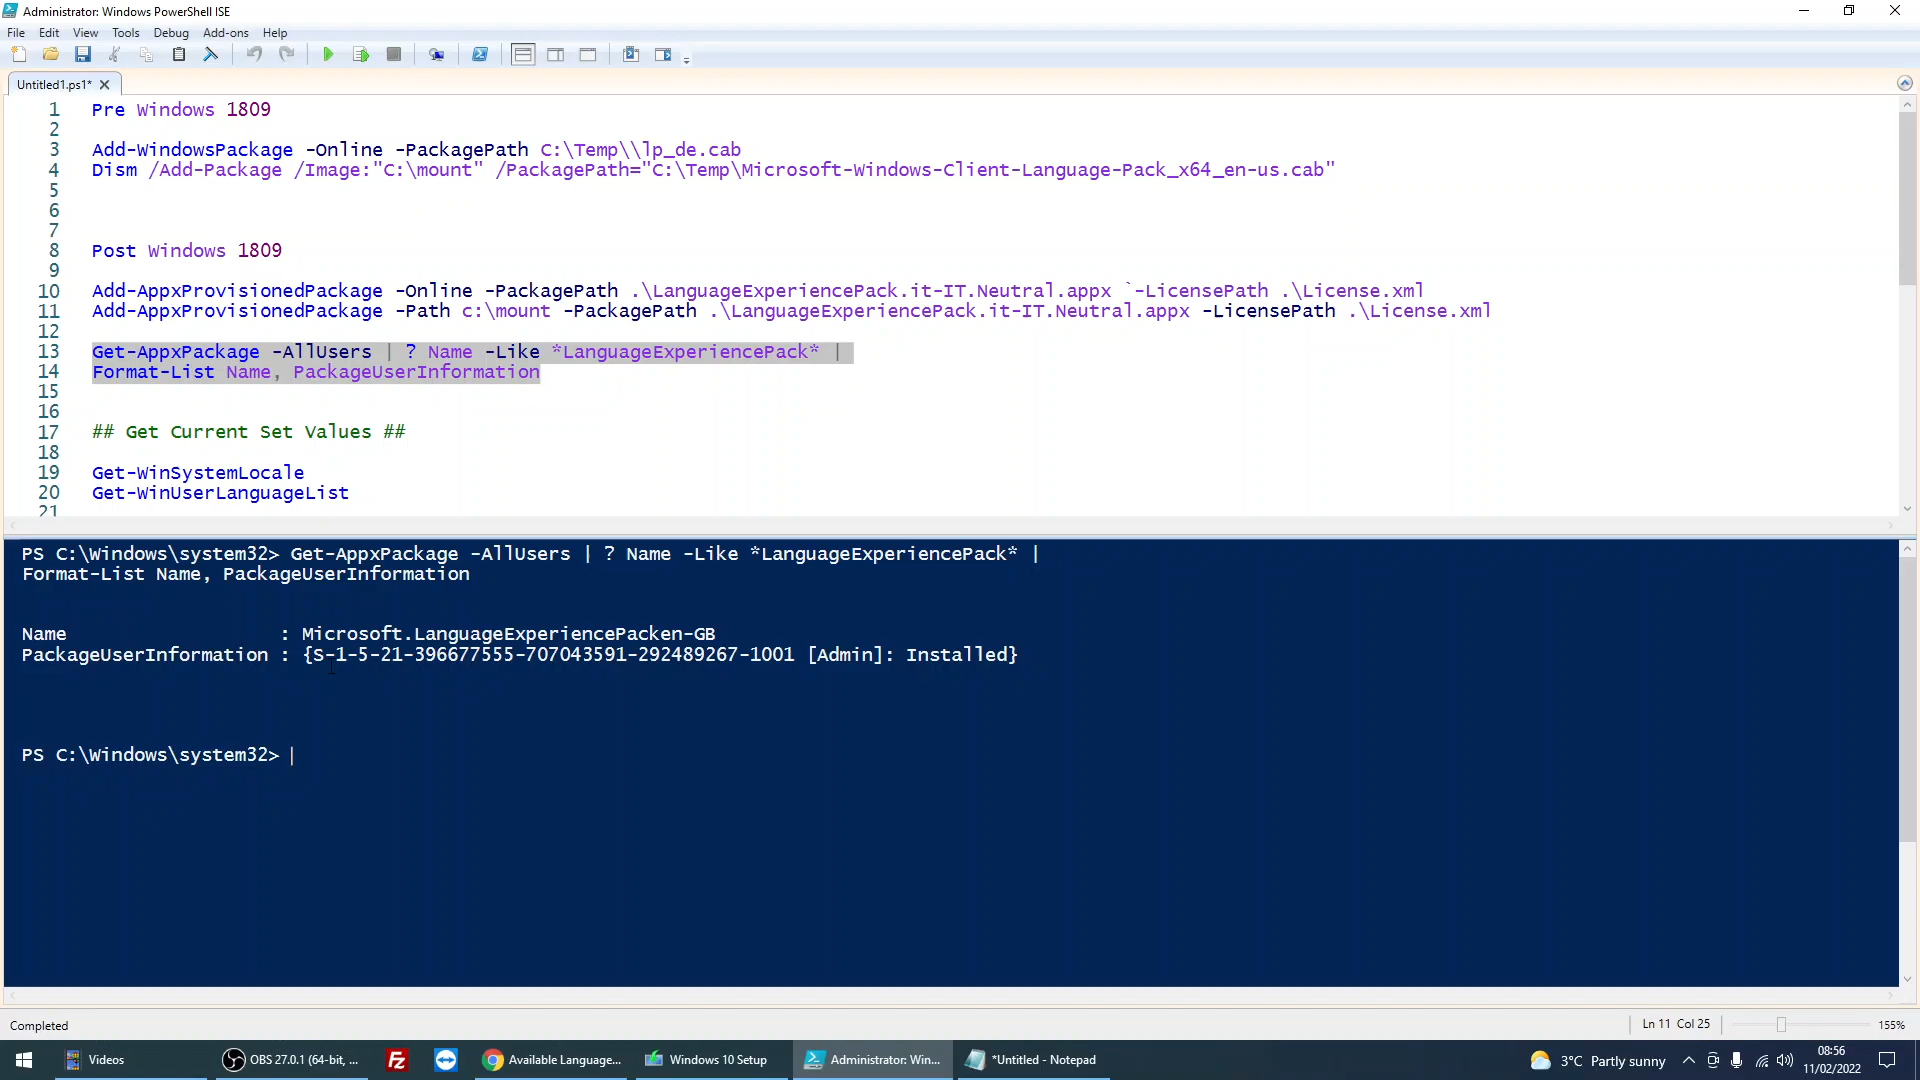 Administrator: Windows PowerShell ISE
File Edit View Tools Debug Add-ons Help
Untitled1.ps1*
1 Pre Windows 1809
2
3 Add-WindowsPackage -Online -PackagePath C:\Temp\\lp_de.cab
4 Dism /Add-Package /Image:"C:\mount" /PackagePath="C:\Temp\Microsoft-Windows-Client-Language-Pack_x64_en-us.cab"
5
6
7
8 Post Windows 1809
9
10 Add-AppxProvisionedPackage -Online -PackagePath .\LanguageExperiencePack.it-IT.Neutral.appx `-LicensePath .\License.xml
11 Add-AppxProvisionedPackage -Path c:\mount -PackagePath .\LanguageExperiencePack.it-IT.Neutral.appx -LicensePath .\License.xml
12
13 Get-AppxPackage -AllUsers | ? Name -Like *LanguageExperiencePack* |
14 Format-List Name, PackageUserInformation
15
16
17 ## Get Current Set Values ##
18
19 Get-WinSystemLocale
20 Get-WinUserLanguageList
21
PS C:\Windows\system32> Get-AppxPackage -AllUsers | ? Name -Like *LanguageExperiencePack* |
Format-List Name, PackageUserInformation
Name : Microsoft.LanguageExperiencePacken-GB
PackageUserInformation : {S-1-5-21-396677555-707043591-292489267-1001 [Admin]: Installed}
PS C:\Windows\system32>
Completed
Ln 11 Col 25
155%
Videos
OBS 27.0.1 (64-bit, ...
Fz
Available Language...
Windows 10 Setup
Administrator: Win...
*Untitled - Notepad
3°C Partly sunny
08:56
11/02/2022